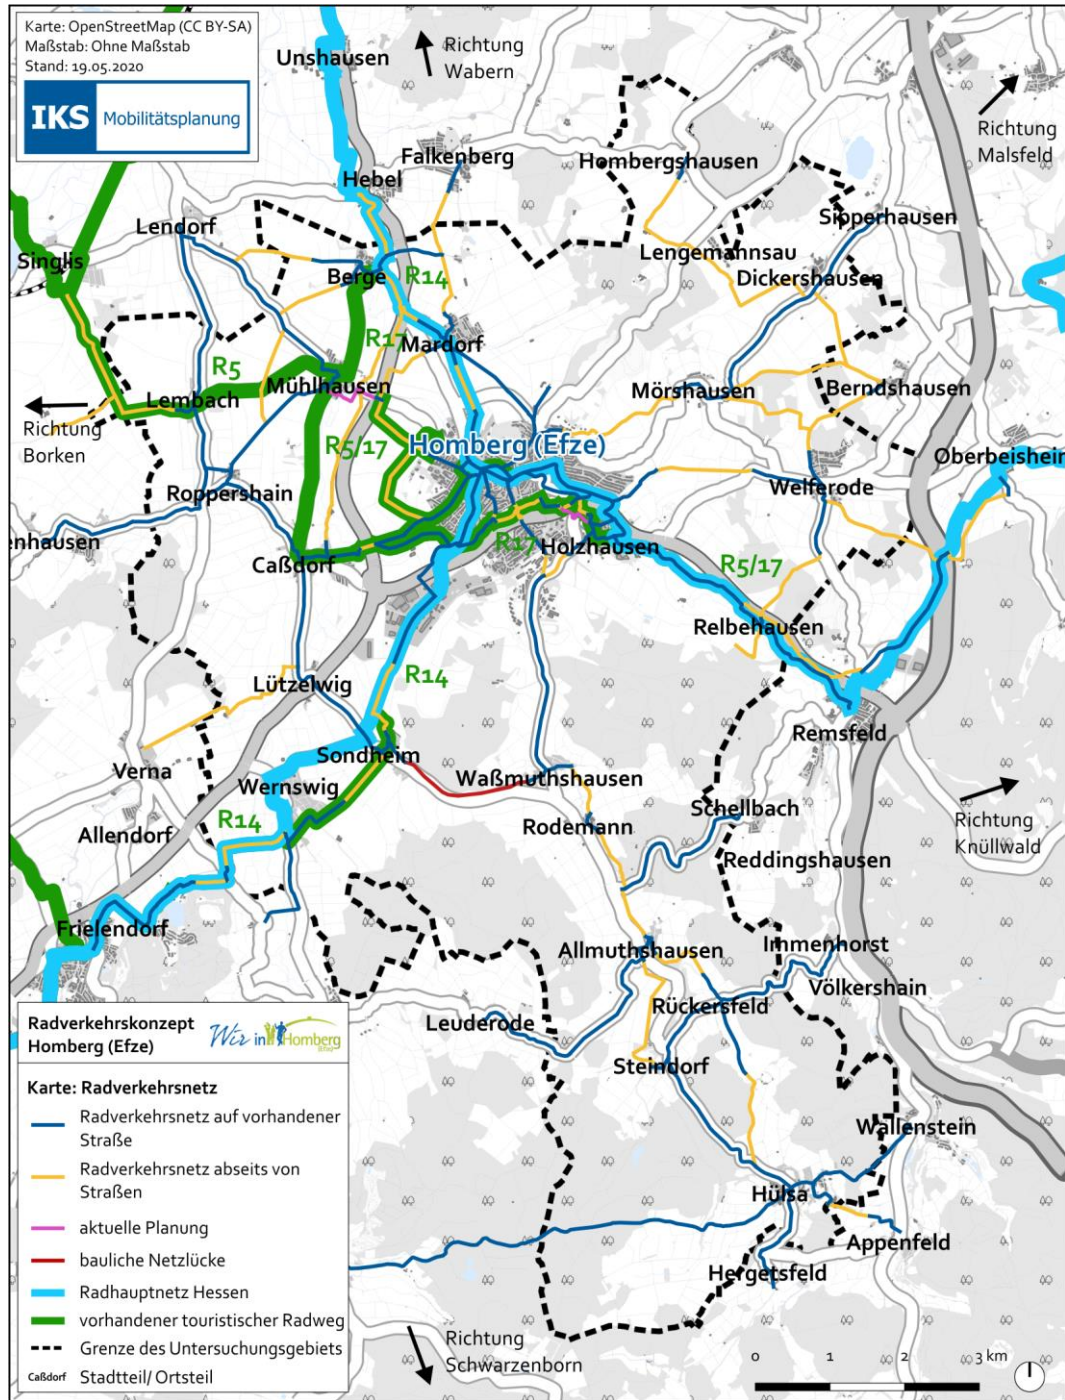 Karte: OpenStreetMap (CC BY-SA)
Maßstab: Ohne Maßstab
Stand: 19.05.2020
IKS Mobilitätsplanung
Unshausen
Richtung
Wabern
Richtung
Malsfeld
Falkenberg
Hombergshausen
Hebel
Lendorf
Sipperhausen
Singlis
Lengemannsau
Berge
R14
Dickershausen
R17
Mardorf
R5
Mühlhausen
Lembach
Mörshausen
Berndshausen
Richtung
Borken
R5/17
Homberg (Efze)
Oberbeisheim
Roppershain
Welferode
enhausen
R17
Holzhausen
Caßdorf
R5/17
Relbehausen
R14
Lützelwig
Remsfeld
Sondheim
Verna
Waßmuthshausen
Wernswig
Schellbach
R14
Allendorf
Rodemann
Richtung
Knüllwald
Reddingshausen
Frielendorf
Allmuthshausen
Immenhorst
Völkershain
Rückersfeld
Leuderode
Steindorf
Wallenstein
Hülsa
Appenfeld
Hergetsfeld
Richtung
Schwarzenborn
Radverkehrskonzept
Homberg (Efze)
Wir in Homberg
Karte: Radverkehrsnetz
Radverkehrsnetz auf vorhandener
Straße
Radverkehrsnetz abseits von
Straßen
aktuelle Planung
bauliche Netzlücke
Radhauptnetz Hessen
vorhandener touristischer Radweg
Grenze des Untersuchungsgebiets
Caßdorf Stadtteil/ Ortsteil
0 1 2 3 km